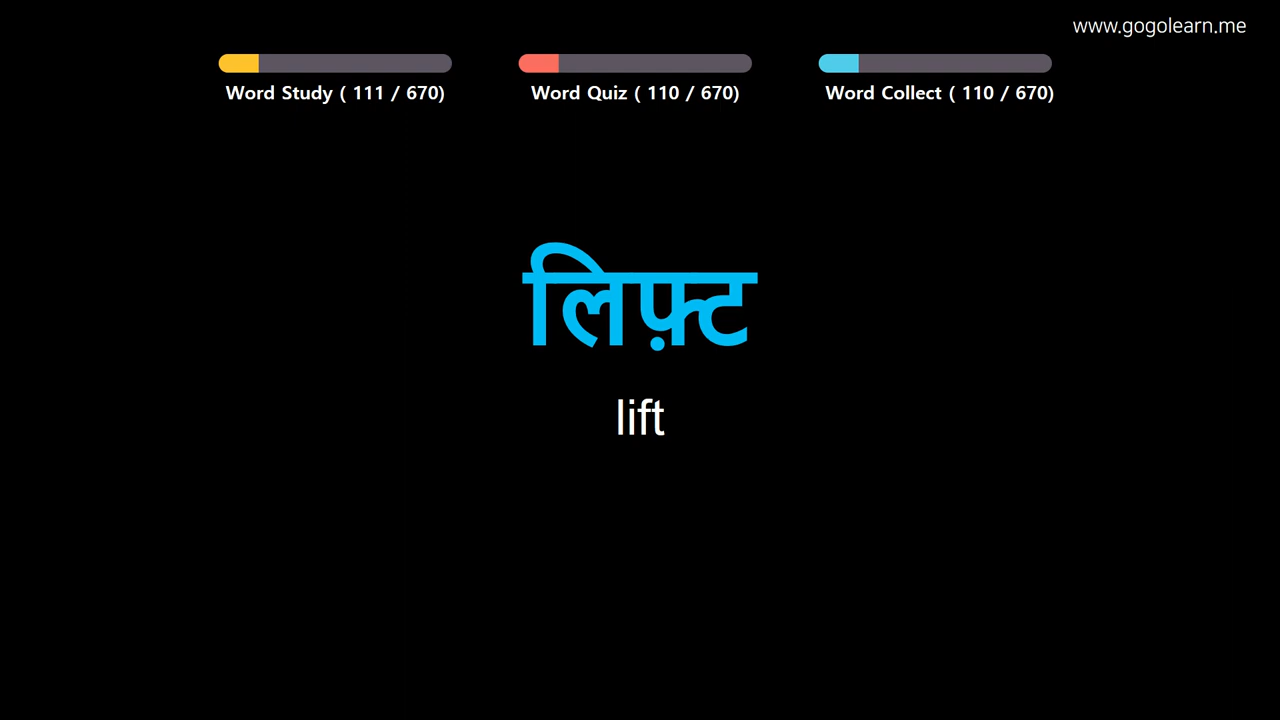 www.gogolearn.me
Word Study ( 111 / 670)
Word Quiz ( 110 / 670)
Word Collect ( 110 / 670)
लिफ़्ट
lift